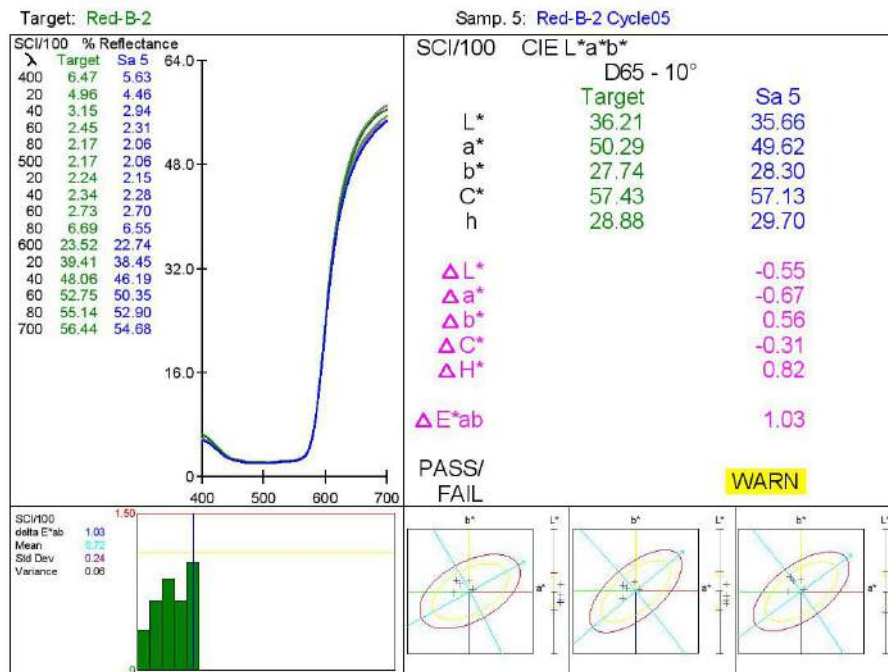 Target: Red-B-2
Samp. 5: Red-B-2 Cycle05
SCI/100 % Reflectance
λ Target Sa 5
400 6.47 5.63
20 4.96 4.46
40 3.15 2.94
60 2.45 2.31
80 2.17 2.06
500 2.17 2.06
20 2.24 2.15
40 2.34 2.28
60 2.73 2.70
80 6.69 6.55
600 23.52 22.74
20 39.41 38.45
40 48.06 46.19
60 52.75 50.35
80 55.14 52.90
700 56.44 54.68
64.0
48.0
32.0
16.0
0
400 500 600 700
SCI/100 CIE L*a*b*
D65 - 10°
Target Sa 5
L* 36.21 35.66
a* 50.29 49.62
b* 27.74 28.30
C* 57.43 57.13
h 28.88 29.70
Δ L* -0.55
Δ a* -0.67
Δ b* 0.56
Δ C* -0.31
Δ H* 0.82
Δ E*ab 1.03
PASS/
FAIL
WARN
SCI/100
delta E*ab 1.03
Mean 0.72
Std Dev 0.24
Variance 0.06
1.50
0
b* L*
a*
b* L*
a*
b* L*
a*